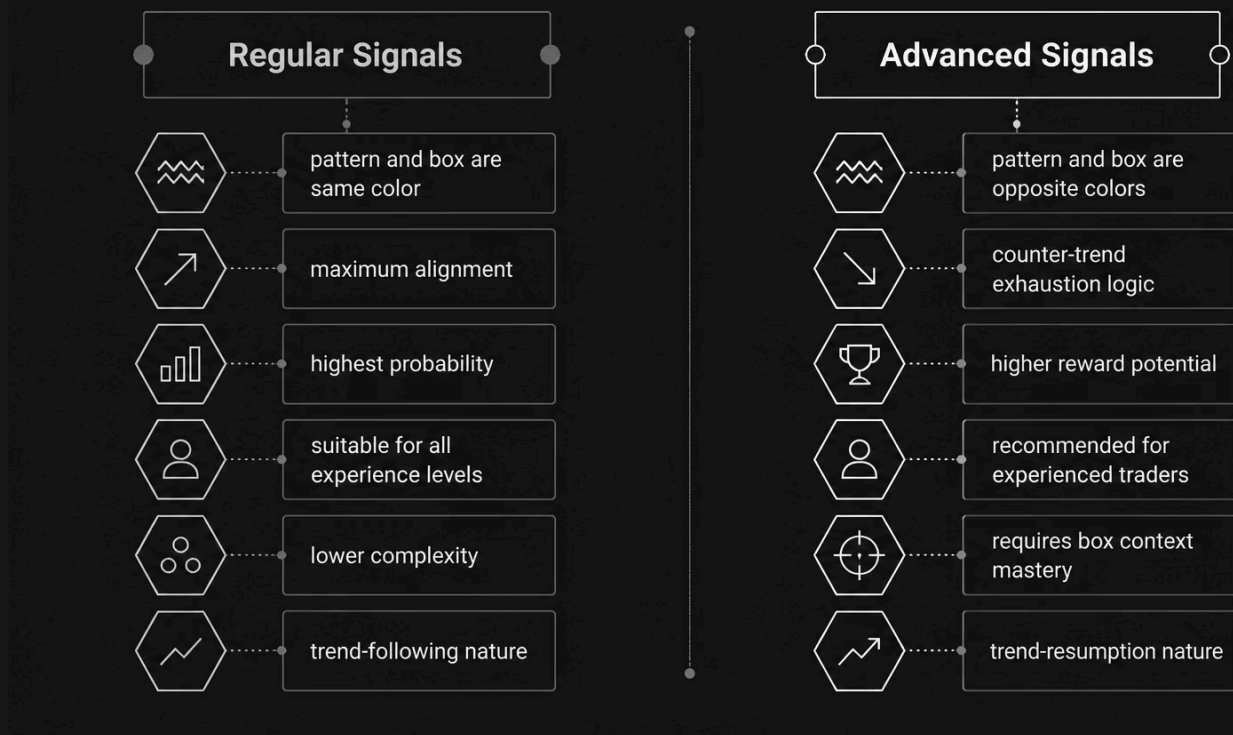 Regular Signals
pattern and box are
same color
maximum alignment
highest probability
suitable for all
experience levels
lower complexity
trend-following nature
Advanced Signals
pattern and box are
opposite colors
counter-trend
exhaustion logic
higher reward potential
recommended for
experienced traders
requires box context
mastery
trend-resumption nature